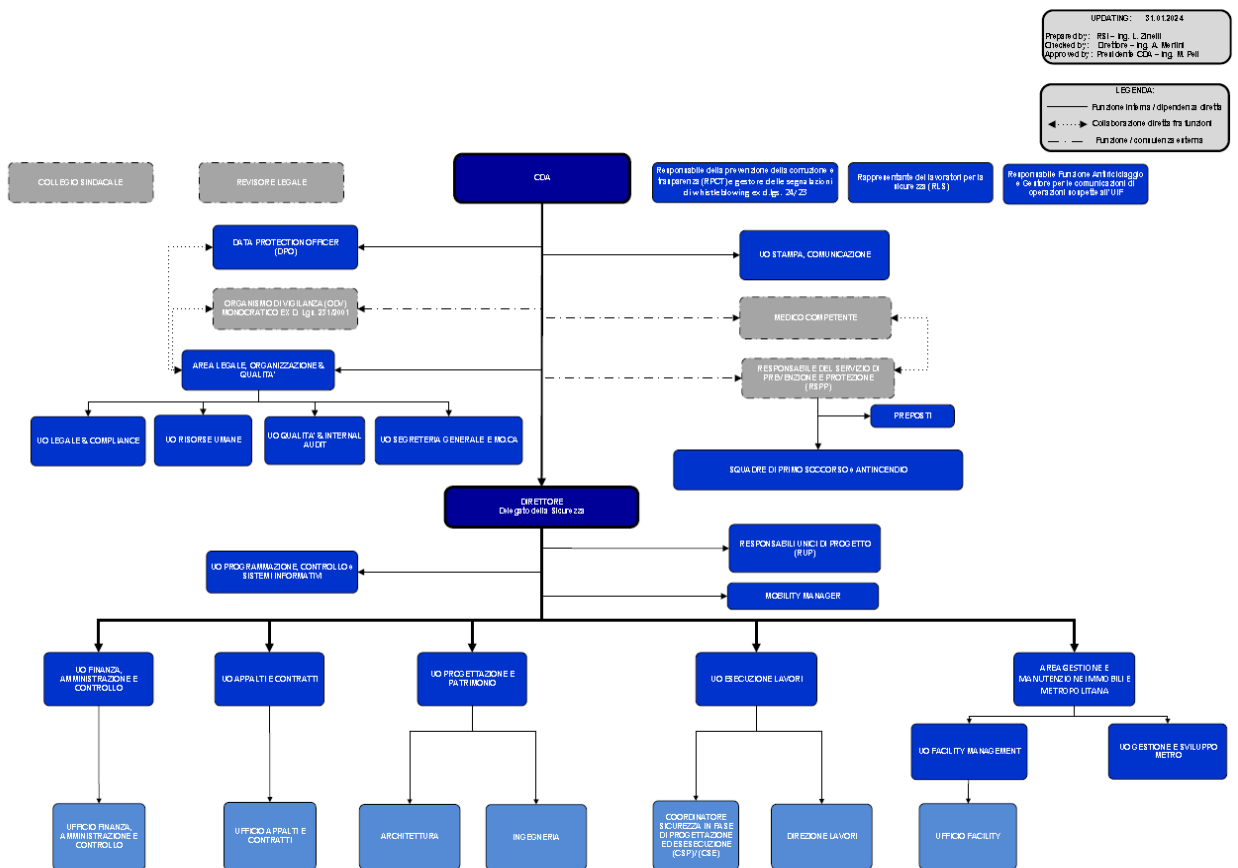 UPDATING: 31.01.2024
Prepared by: RSI – Ing. L. Zinelli
Checked by: Direttore – Ing. A. Merlini
Approved by: Presidente CDA – Ing. M. Peli
LEGENDA:
Funzione interna / dipendenza diretta
Collaborazione diretta fra funzioni
Funzione / consulenza esterna
COLLEGIO SINDACALE
REVISORE LEGALE
CDA
Responsabile della prevenzione della corruzione e
trasparenza (RPCT) e gestore delle segnalazioni
di whistleblowing ex d.lgs. 24/23
Rappresentante dei lavoratori per la
sicurezza (RLS)
Responsabile Funzione Antiriciclaggio
e Gestore per le comunicazioni di
operazioni sospette all'UIF
DATA PROTECTION OFFICER
(DPO)
UO STAMPA, COMUNICAZIONE
ORGANISMO DI VIGILANZA (ODV)
MONOCRATICO EX D. Lgs. 231/2001
MEDICO COMPETENTE
AREA LEGALE, ORGANIZZAZIONE &
QUALITA'
RESPONSABILE DEL SERVIZIO DI
PREVENZIONE E PROTEZIONE
(RSPP)
PREPOSTI
UO LEGALE & COMPLIANCE
UO RISORSE UMANE
UO QUALITA' & INTERNAL
AUDIT
UO SEGRETERIA GENERALE E MO.CA
SQUADRE DI PRIMO SOCCORSO e ANTINCENDIO
DIRETTORE
Delegato della Sicurezza
RESPONSABILI UNICI DI PROGETTO
(RUP)
UO PROGRAMMAZIONE, CONTROLLO e
SISTEMI INFORMATIVI
MOBILITY MANAGER
UO FINANZA,
AMMINISTRAZIONE E
CONTROLLO
UO APPALTI E CONTRATTI
UO PROGETTAZIONE E
PATRIMONIO
UO ESECUZIONE LAVORI
AREA GESTIONE E
MANUTENZIONE IMMOBILI E
METROPOLITANA
UO FACILITY MANAGEMENT
UO GESTIONE E SVILUPPO
METRO
UFFICIO FINANZA,
AMMINISTRAZIONE E
CONTROLLO
UFFICIO APPALTI E
CONTRATTI
ARCHITETTURA
INGEGNERIA
COORDINATORE
SICUREZZA IN FASE
DI PROGETTAZIONE
ED ESESECUZIONE
(CSP)/(CSE)
DIREZIONE LAVORI
UFFICIO FACILITY